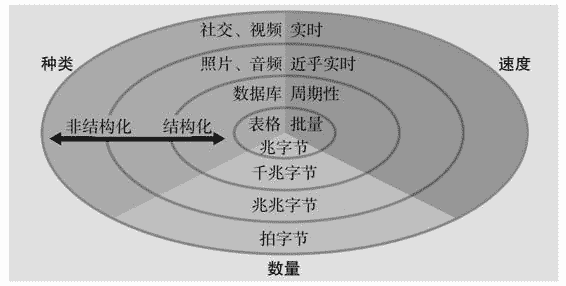 社交、视频 实时
种类
照片、音频 近乎实时
速度
数据库 周期性
非结构化 结构化
表格 批量
兆字节
千兆字节
兆兆字节
拍字节
数量